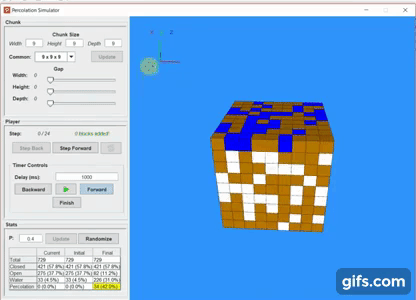 Percolation Simulator
Chunk
Chunk Size
Width 9 Height 9 Depth 9
Common: 9 x 9 x 9 Update
Gap
Width: 0
Height: 0
Depth: 0
Player
Step: 0 / 24 0 blocks added!
Step Back Step Forward
Timer Controls
Delay (ms): 1000
Backward Forward
Finish
Stats
P: 0.4 Update Randomize
Current Initial Final
Total 729 729 729
Closed 421 (57.8%) 421 (57.8%) 421 (57.8%)
Open 275 (37.7%) 275 (37.7%) 82 (11.2%)
Water 33 (4.5%) 33 (4.5%) 226 (31.0%)
Percolation 0 (0.0%) 0 (0.0%) 34 (42.0%)
gifs.com